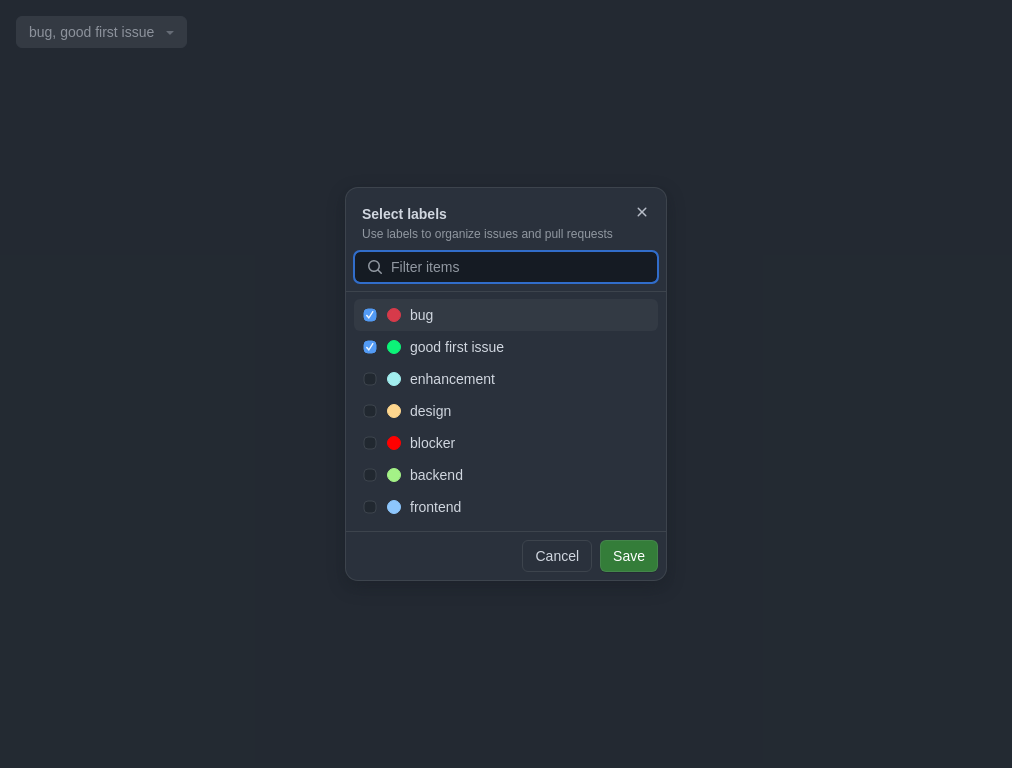 bug, good first issue
Select labels
Use labels to organize issues and pull requests
Filter items
bug
good first issue
enhancement
design
blocker
backend
frontend
Cancel
Save